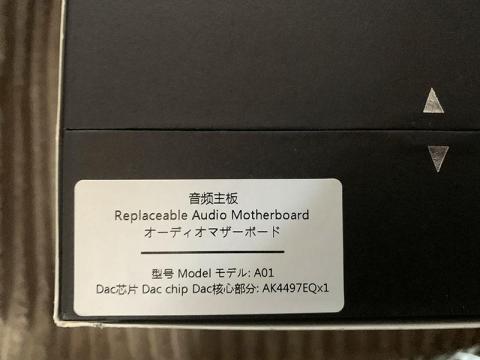 音频主板
Replaceable Audio Motherboard
オーディオマザーボード
型号 Model モデル: A01
Dac芯片 Dac chip Dac核心部分: AK4497EQx1